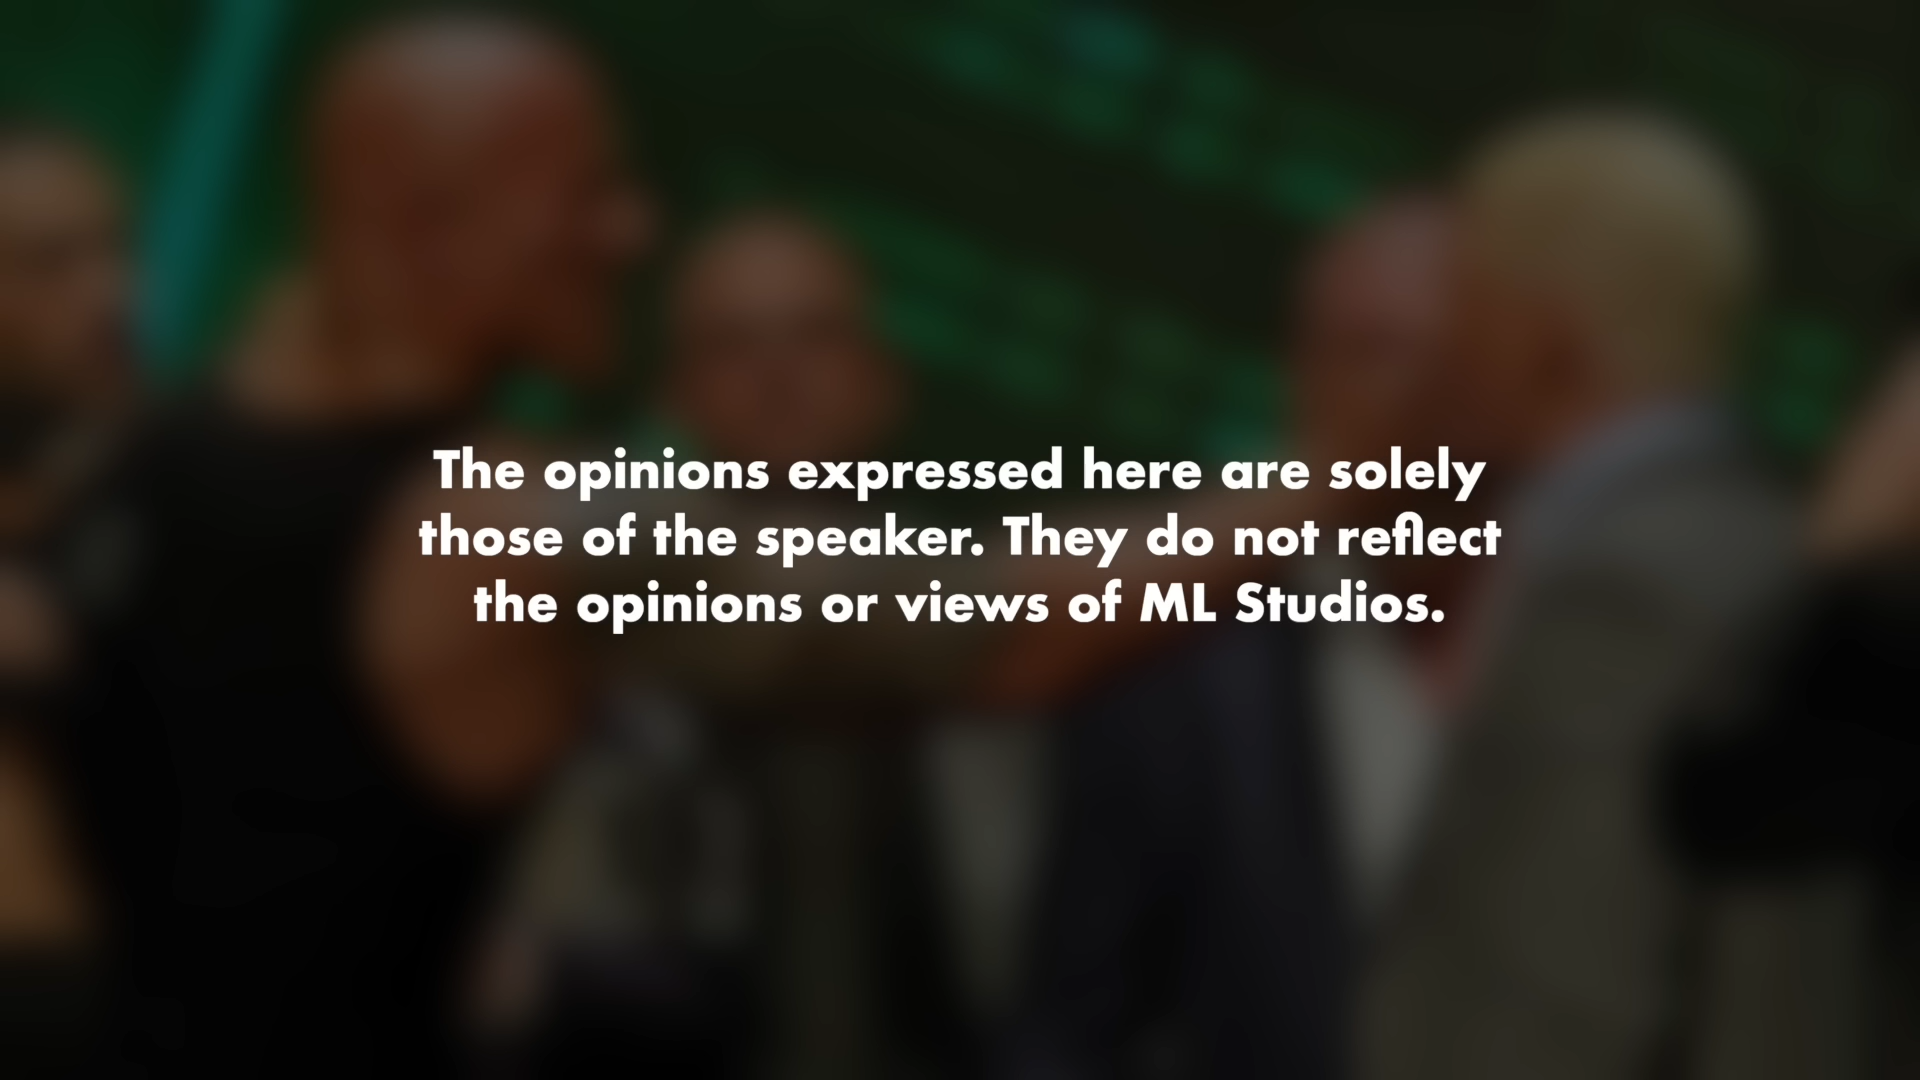 The opinions expressed here are solely
those of the speaker. They do not reflect
the opinions or views of ML Studios.